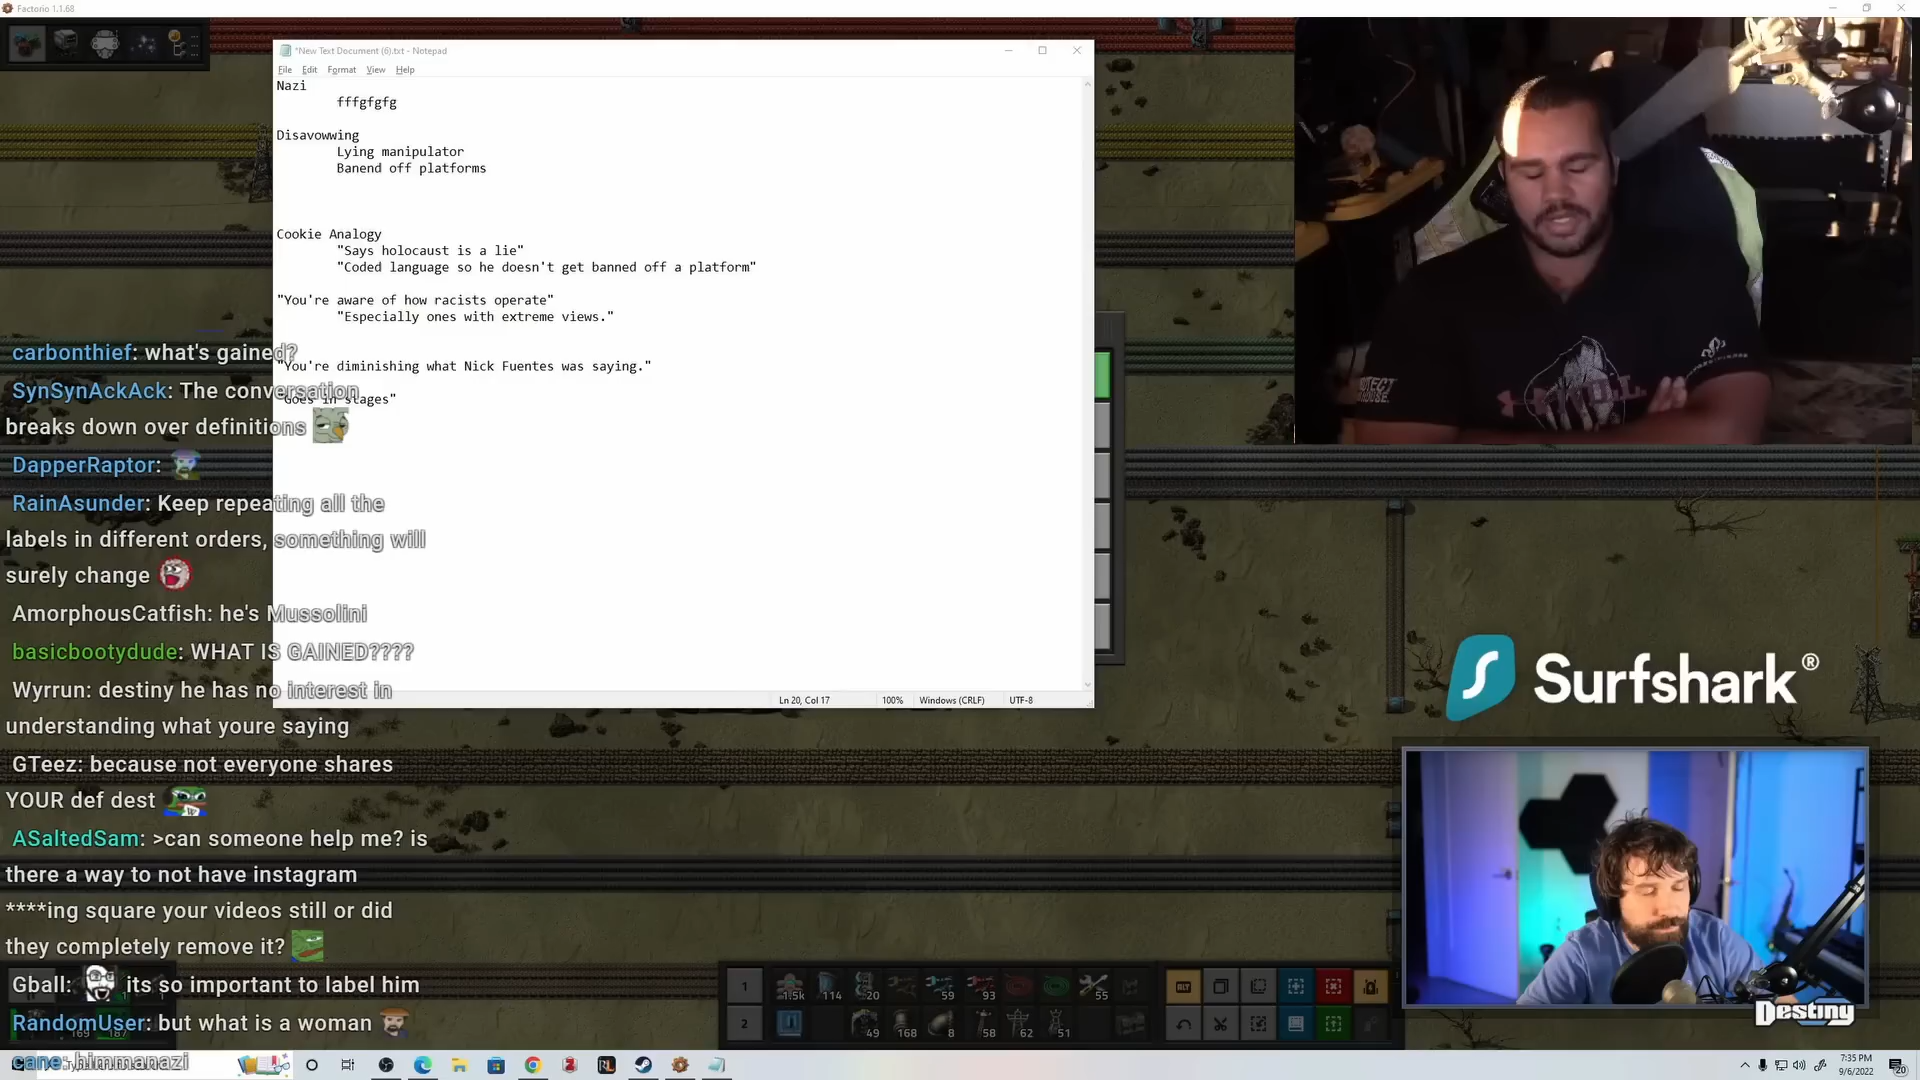 Factorio 1.1.68
*New Text Document (6).txt - Notepad
File Edit Format View Help
Nazi
fffgfgfg
Disavowwing
Lying manipulator
Banend off platforms
Cookie Analogy
"Says holocaust is a lie"
"Coded language so he doesn't get banned off a platform"
"You're aware of how racists operate"
"Especially ones with extreme views."
"You're diminishing what Nick Fuentes was saying."
"Goes in stages"
Ln 20, Col 17 100% Windows (CRLF) UTF-8
carbonthief: what's gained?
SynSynAckAck: The conversation
breaks down over definitions
DapperRaptor:
RainAsunder: Keep repeating all the
labels in different orders, something will
surely change
AmorphousCatfish: he's Mussolini
basicbootydude: WHAT IS GAINED????
Wyrrun: destiny he has no interest in
understanding what youre saying
GTeez: because not everyone shares
YOUR def dest
ASaltedSam: >can someone help me? is
there a way to not have instagram
****ing square your videos still or did
they completely remove it?
Gball: its so important to label him
RandomUser: but what is a woman
cane: himmanazi
Surfshark®
Destiny
1 1.5k 114 20 59 93 55
2 49 168 8 58 62 51
ALT
169 187
7:35 PM
9/6/2022
20